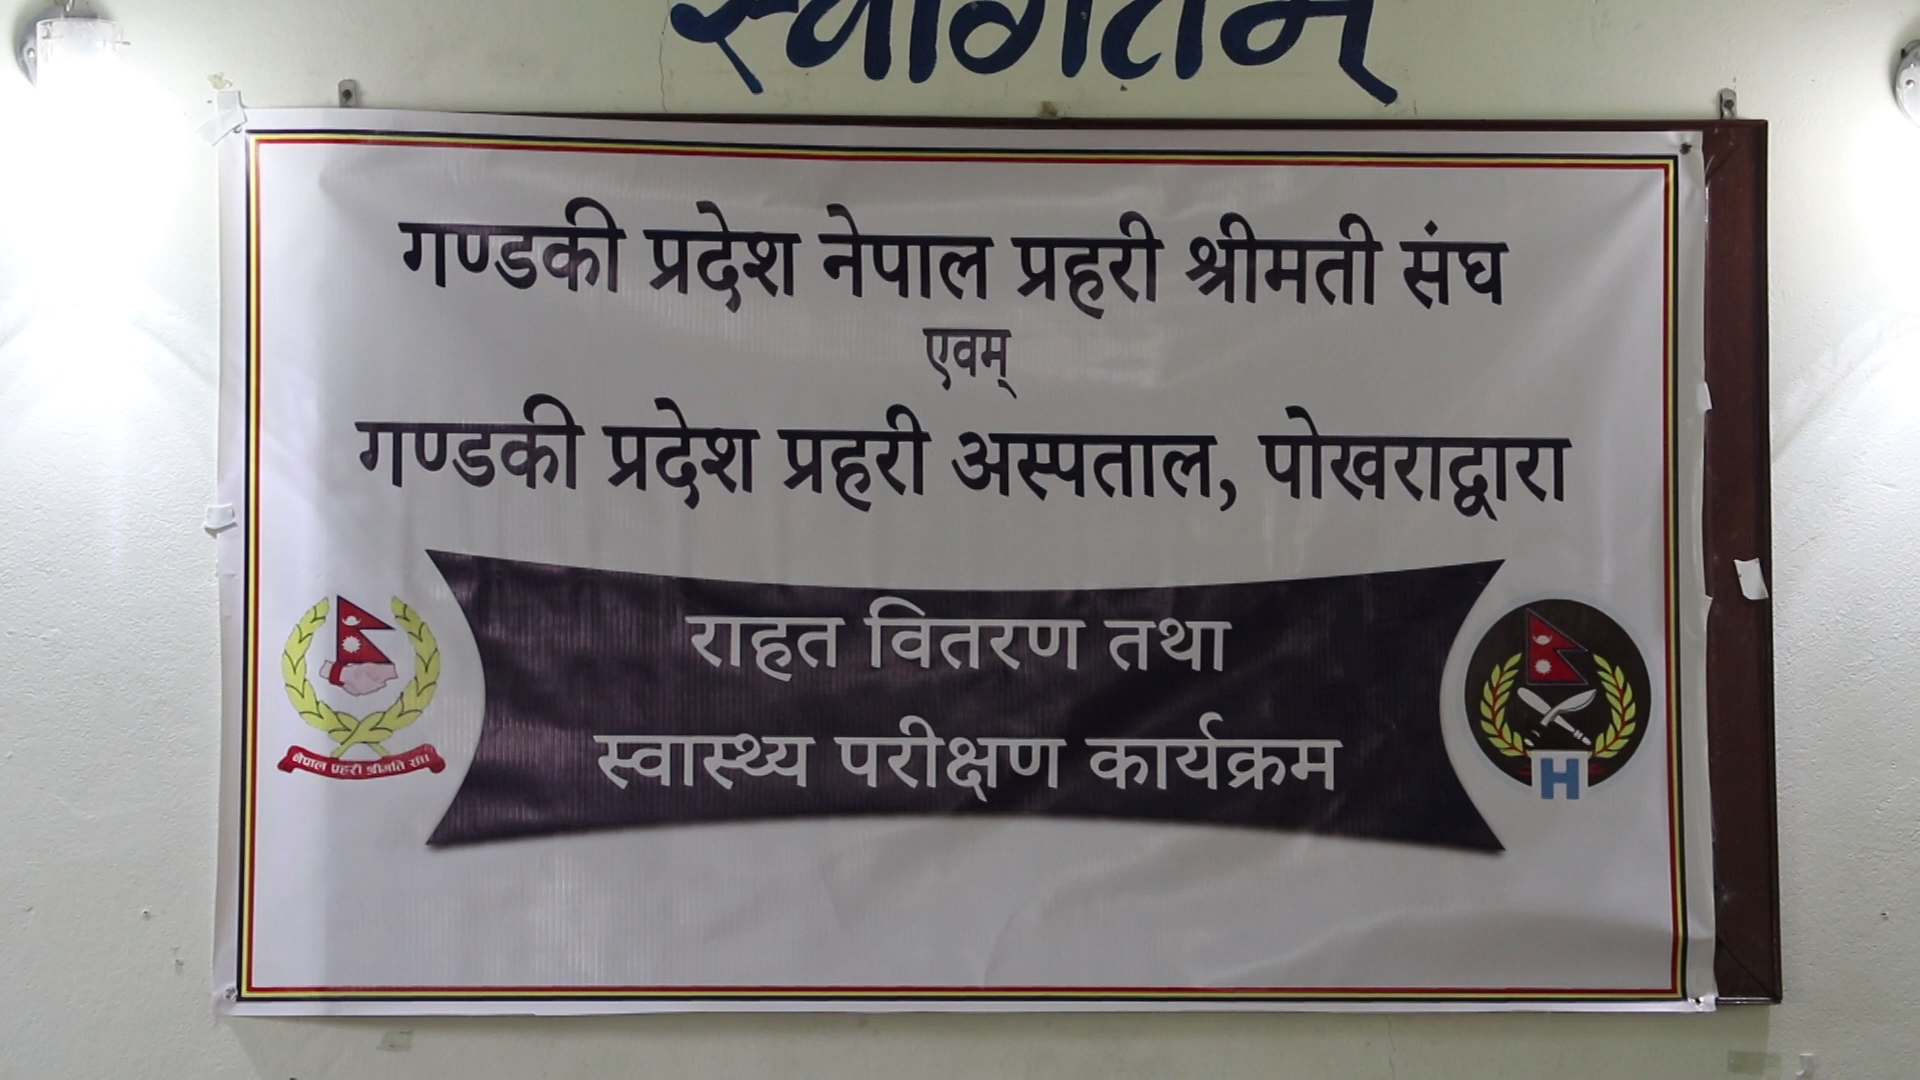 स्वागतम्
गण्डकी प्रदेश नेपाल प्रहरी श्रीमती संघ
एवम्
गण्डकी प्रदेश प्रहरी अस्पताल, पोखराद्वारा
राहत वितरण तथा
स्वास्थ्य परीक्षण कार्यक्रम
नेपाल प्रहरी श्रीमति संघ
H